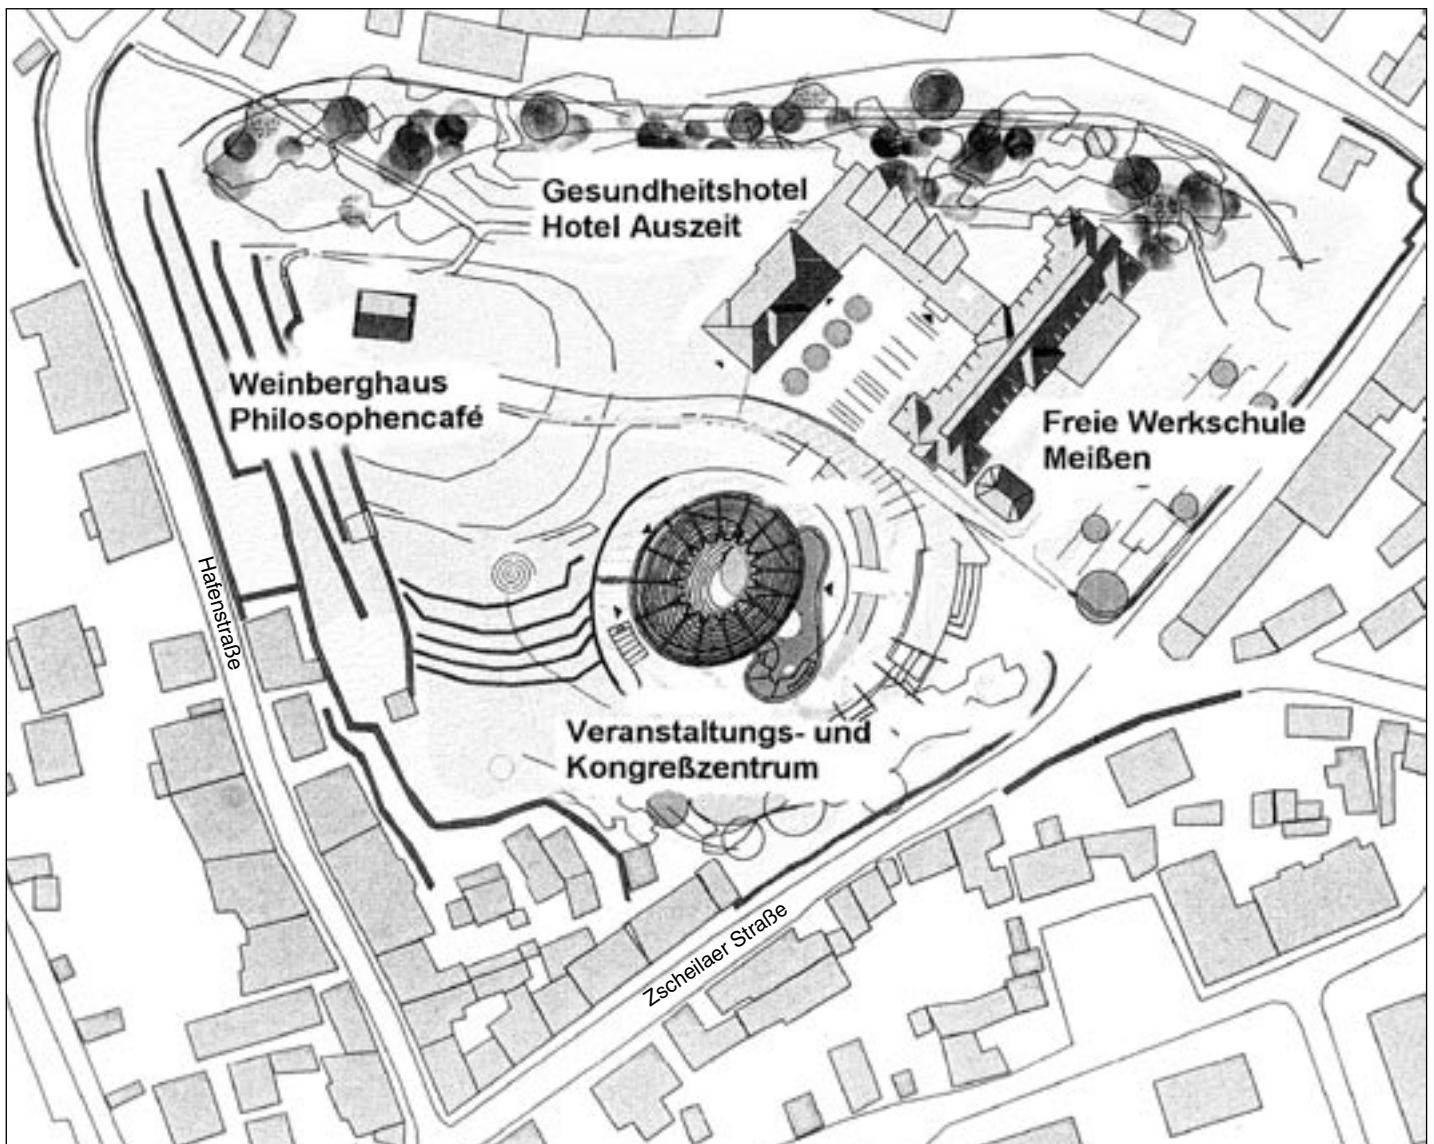 Gesundheitshotel
Hotel Auszeit
Weinberghaus
Philosophencafé
Freie Werkschule
Meißen
Hafenstraße
Veranstaltungs- und
Kongreßzentrum
Zscheilaer Straße